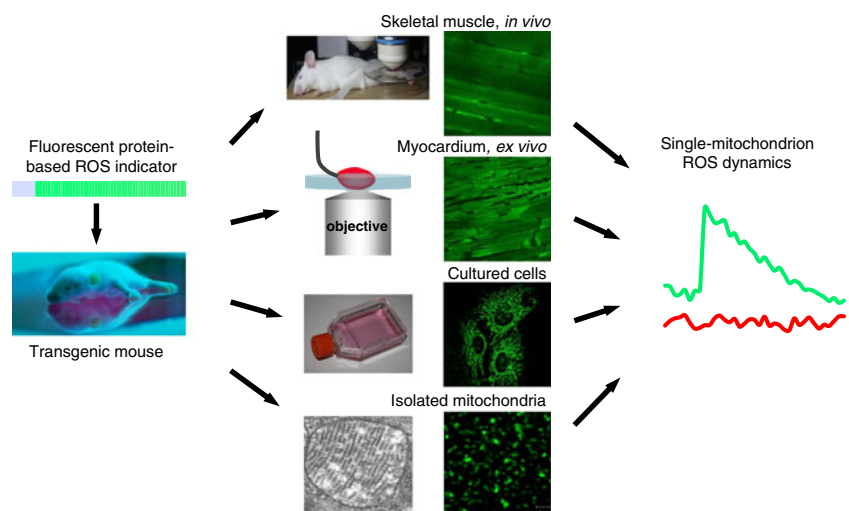 Skeletal muscle, in vivo
Fluorescent protein-
based ROS indicator
Transgenic mouse
Myocardium, ex vivo
objective
Cultured cells
Isolated mitochondria
Single-mitochondrion
ROS dynamics